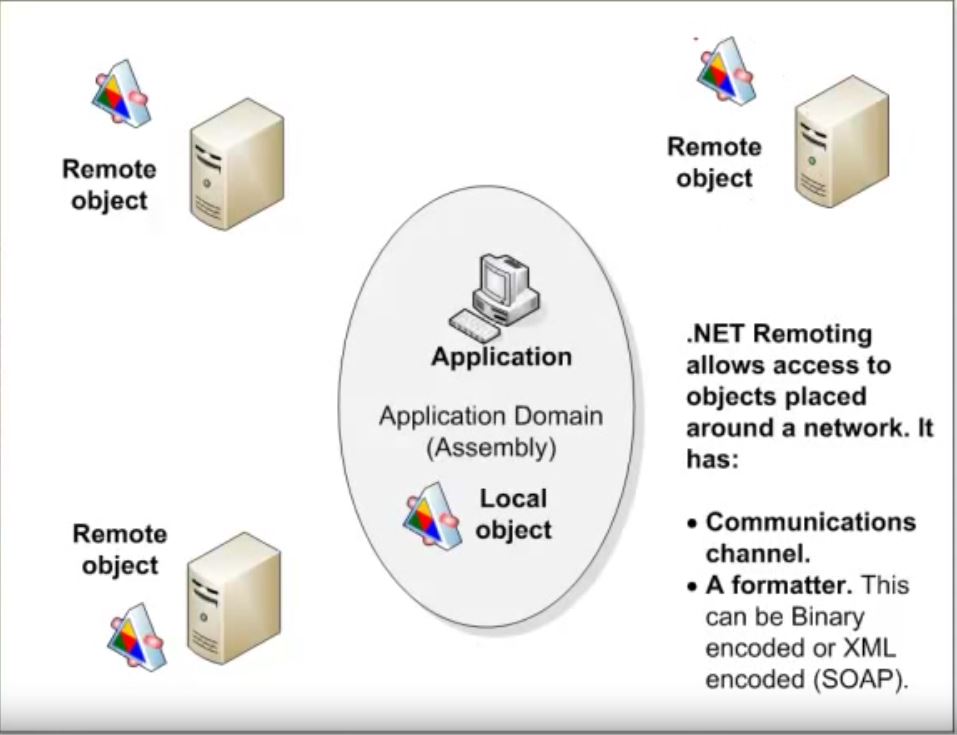 Remote
object
Remote
object
Application
Application Domain
(Assembly)
Local
object
Remote
object
.NET Remoting
allows access to
objects placed
around a network. It
has:
• Communications
channel.
• A formatter. This
can be Binary
encoded or XML
encoded (SOAP).